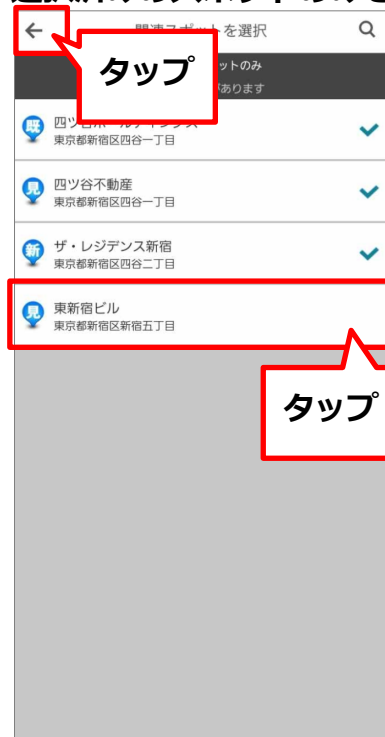 関連スポットを選択
タップ
ットのみ
があります
既
東京都新宿区四谷一丁目
見
四ツ谷不動産
東京都新宿区四谷一丁目
新
ザ・レジデンス新宿
東京都新宿区四谷二丁目
見
東新宿ビル
東京都新宿区新宿五丁目
タップ